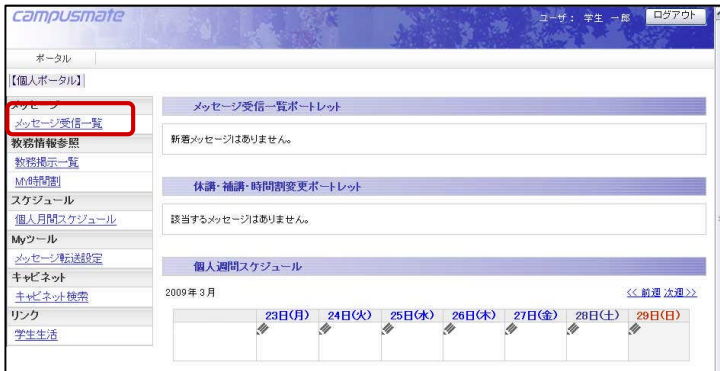 campusmate
ユーザ： 学生 一郎
ログアウト
ポータル
【個人ポータル】
メッセージ
メッセージ受信一覧
教務情報参照
教務掲示一覧
MY時間割
スケジュール
個人月間スケジュール
Myツール
メッセージ転送設定
キャビネット
キャビネット検索
リンク
学生生活
メッセージ受信一覧ポートレット
新着メッセージはありません。
休講・補講・時間割変更ポートレット
該当するメッセージはありません。
個人週間スケジュール
2009年3月
<< 前週 次週>>
23日(月) 24日(火) 25日(水) 26日(木) 27日(金) 28日(土) 29日(日)